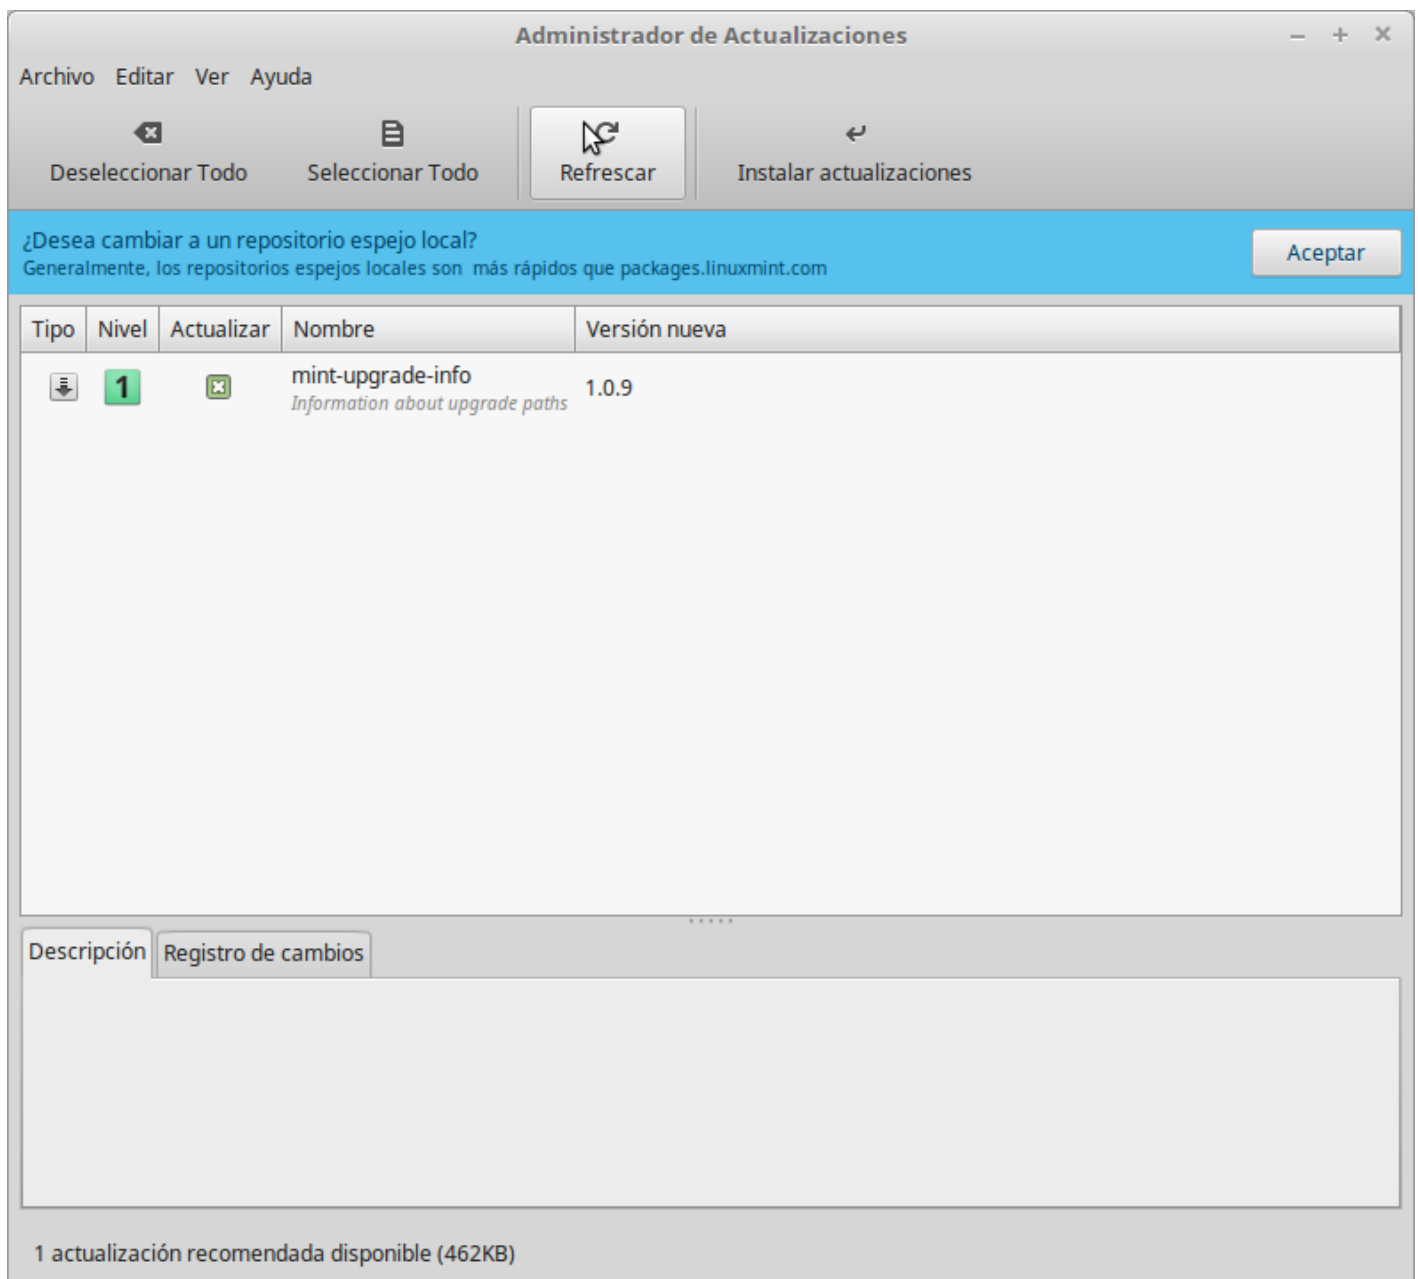 Administrador de Actualizaciones
Archivo Editar Ver Ayuda
Deseleccionar Todo Seleccionar Todo Refrescar Instalar actualizaciones
¿Desea cambiar a un repositorio espejo local?
Generalmente, los repositorios espejos locales son más rápidos que packages.linuxmint.com
Aceptar
Tipo Nivel Actualizar Nombre Versión nueva
1 mint-upgrade-info 1.0.9
Information about upgrade paths
Descripción Registro de cambios
1 actualización recomendada disponible (462KB)